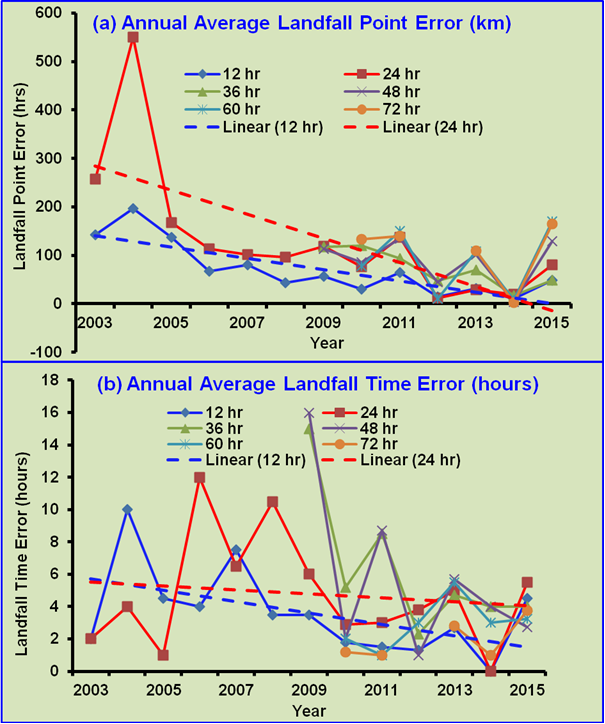 (a) Annual Average Landfall Point Error (km)
600
500
400
300
200
100
0
-100
Landfall Point Error (hrs)
12 hr 24 hr
36 hr 48 hr
60 hr 72 hr
Linear (12 hr) Linear (24 hr)
2003 2005 2007 2009 2011 2013 2015
Year
(b) Annual Average Landfall Time Error (hours)
18
16
14
12
10
8
6
4
2
0
Landfall Time Error (hours)
12 hr 24 hr
36 hr 48 hr
60 hr 72 hr
Linear (12 hr) Linear (24 hr)
2003 2005 2007 2009 2011 2013 2015
Year